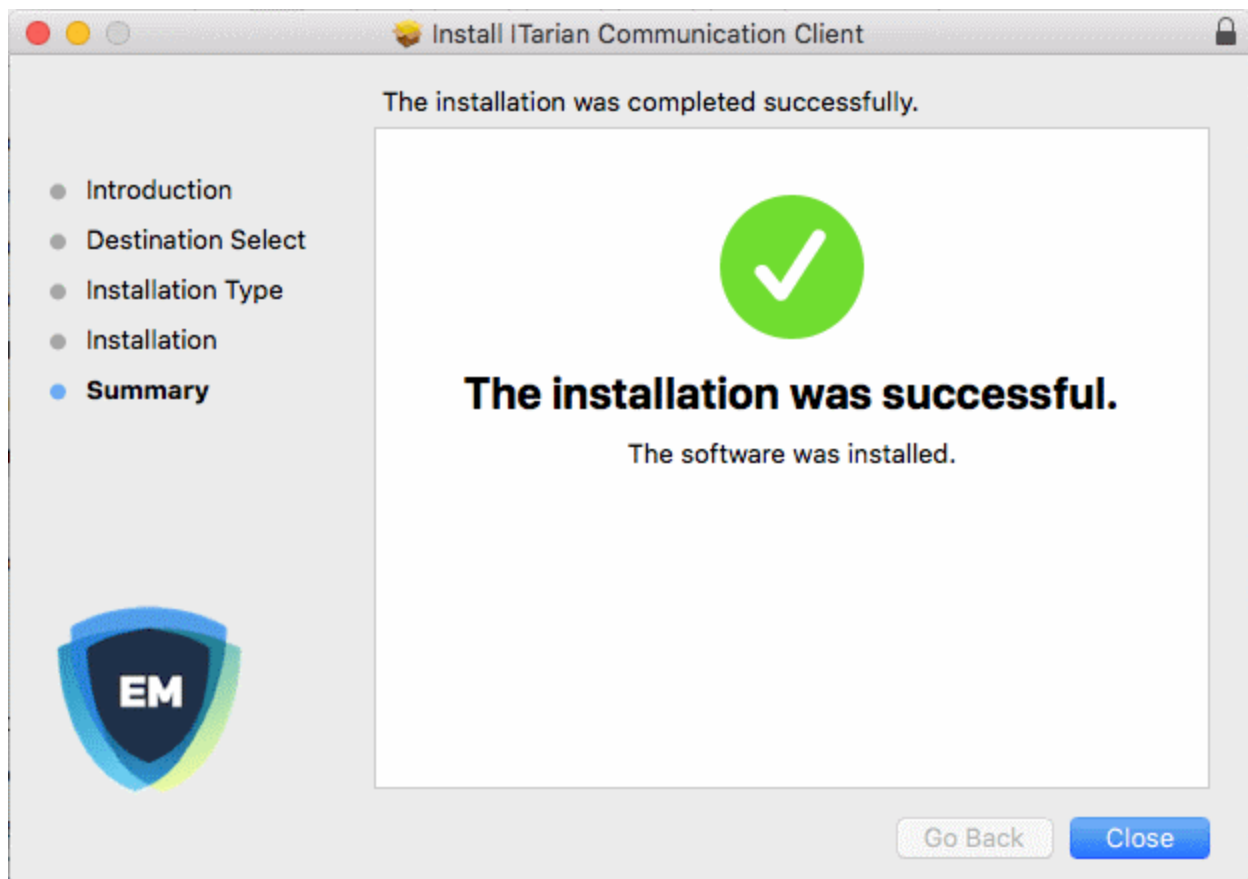 Install ITarian Communication Client
The installation was completed successfully.
Introduction
Destination Select
Installation Type
Installation
Summary
The installation was successful.
The software was installed.
EM
Go Back
Close